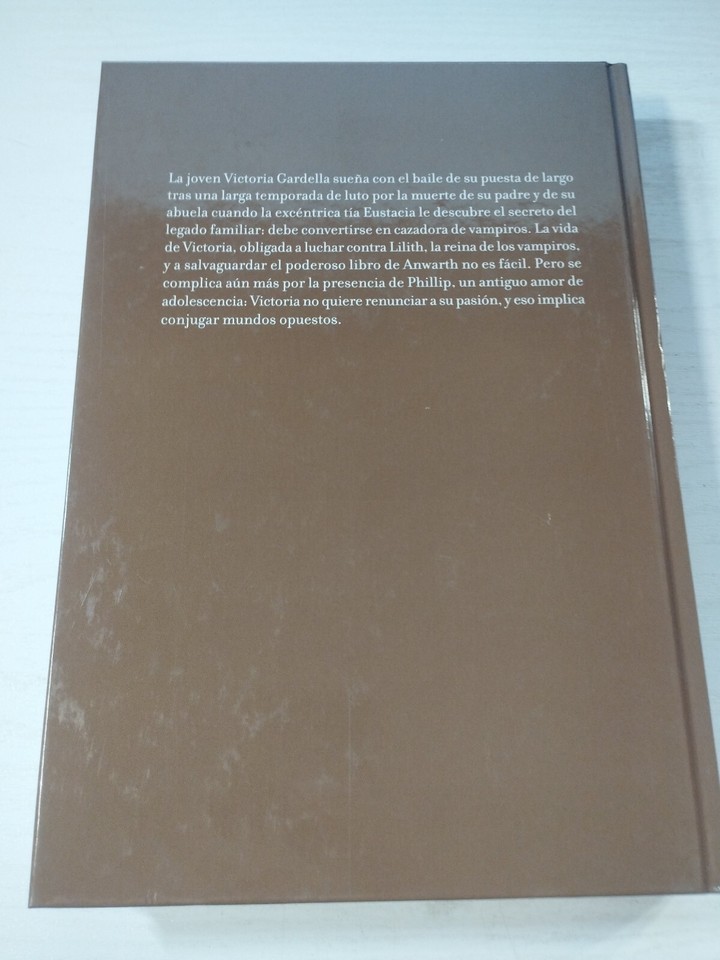 La joven Victoria Gardella sueña con el baile de su puesta de largo
tras una larga temporada de luto por la muerte de su padre y de su
abuela cuando la excéntrica tía Eustacia le descubre el secreto del
legado familiar: debe convertirse en cazadora de vampiros. La vida
de Victoria, obligada a luchar contra Lilith, la reina de los vampiros,
y a salvaguardar el poderoso libro de Anwarth no es fácil. Pero se
complica aún más por la presencia de Phillip, un antiguo amor de
adolescencia: Victoria no quiere renunciar a su pasión, y eso implica
conjugar mundos opuestos.